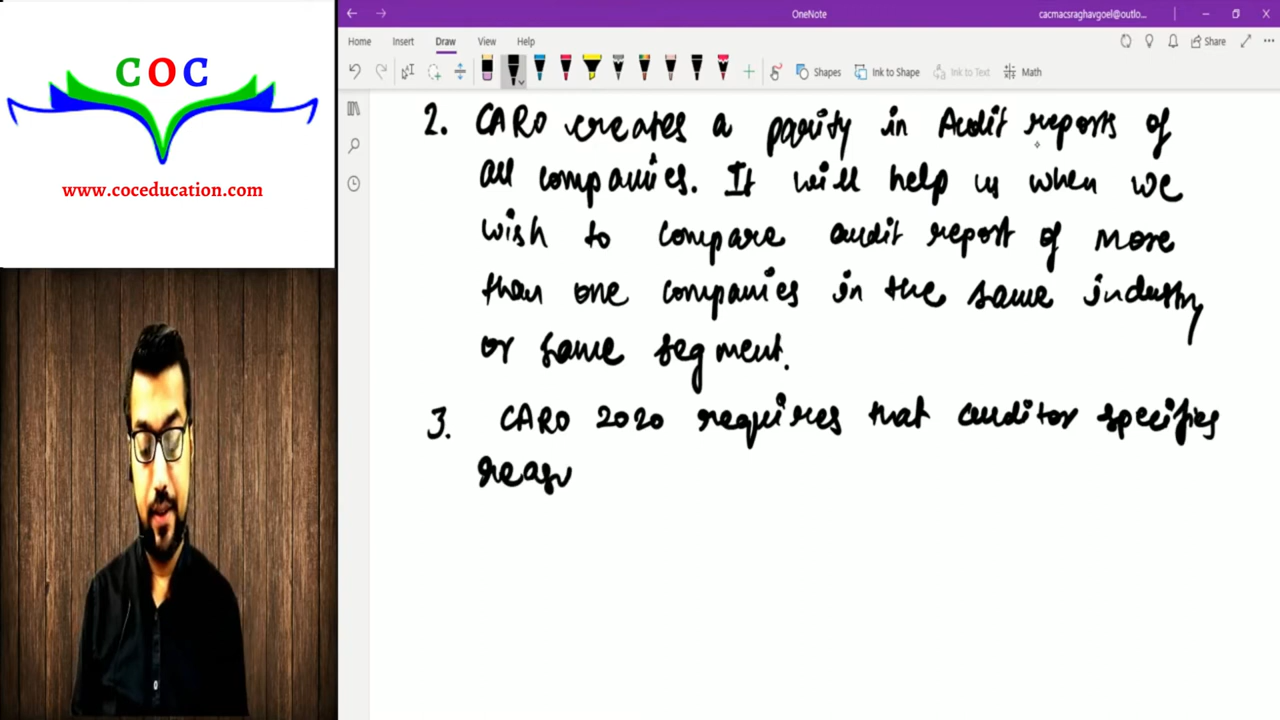 COC
www.coceducation.com
OneNote
cacmacsraghavgoel@outlo...
Home Insert Draw View Help
Share
Shapes Ink to Shape Ink to Text Math
2. CARO creates a parity in Audit reports of
all companies. It will help us when we
wish to compare audit report of more
than one companies in the same industry
or same segment.
3. CARO 2020 requires that auditor specifies
reaso